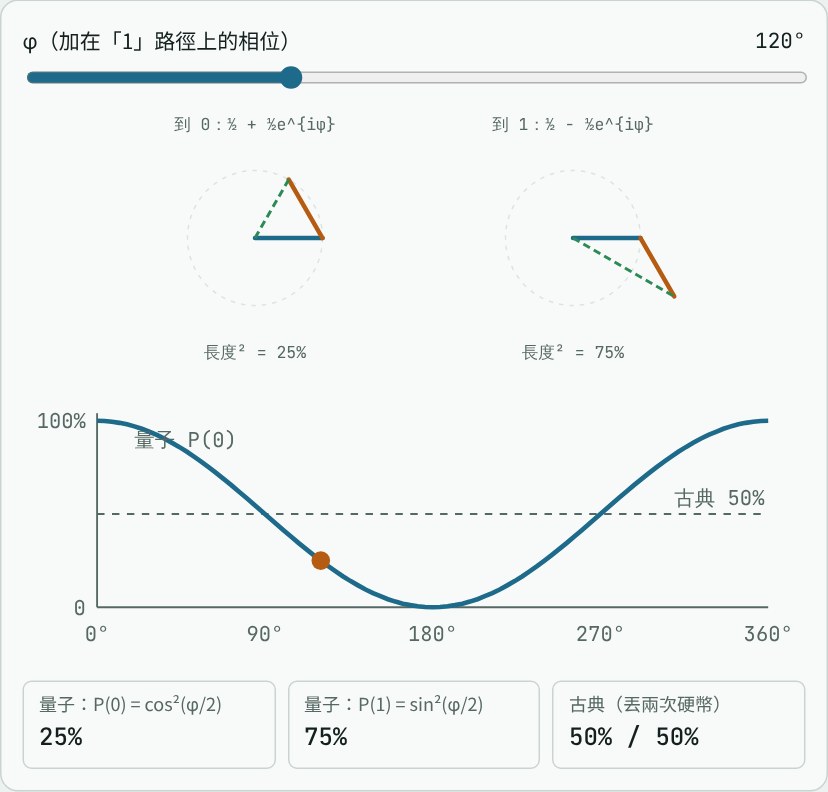 φ（加在「1」路徑上的相位） 120°
到 0：½ + ½e^{iφ} 到 1：½ - ½e^{iφ}
長度² = 25% 長度² = 75%
100%
量子 P(0)
古典 50%
0
0° 90° 180° 270° 360°
量子：P(0) = cos²(φ/2) 量子：P(1) = sin²(φ/2) 古典（丟兩次硬幣）
25% 75% 50% / 50%